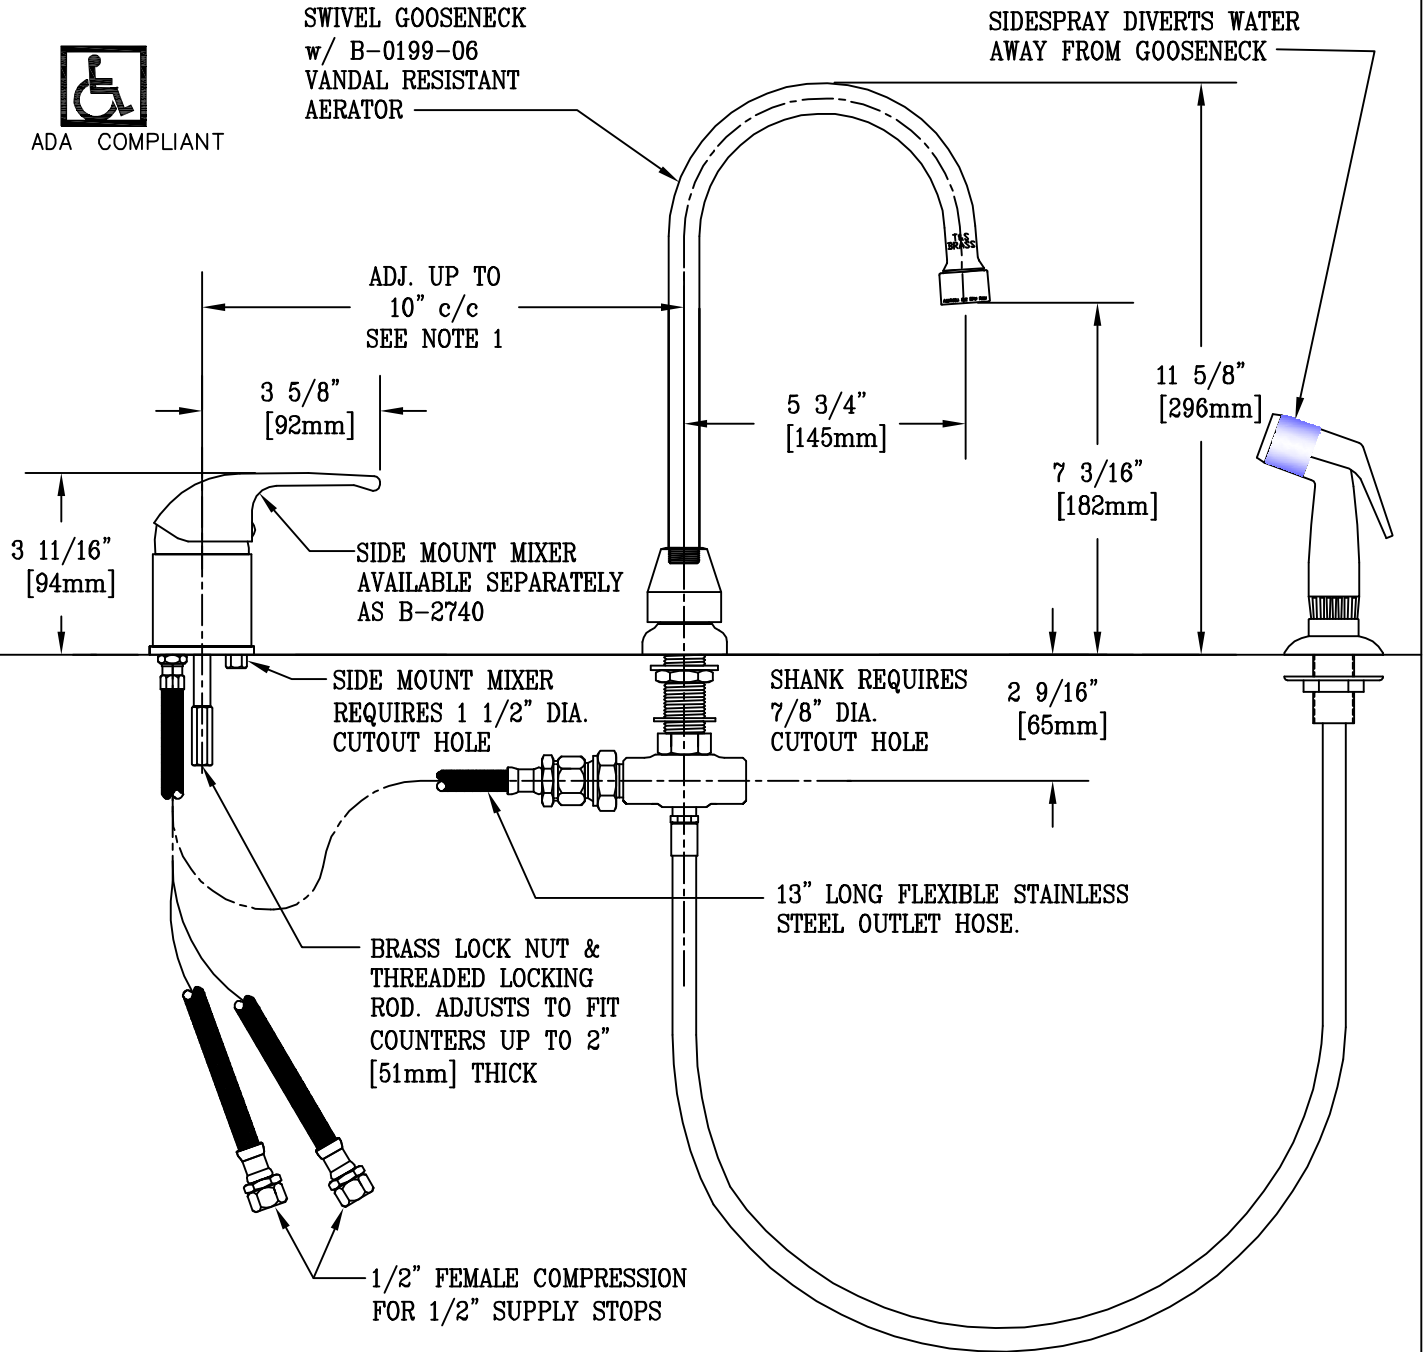 SWIVEL GOOSENECK
w/ B-0199-06
VANDAL RESISTANT
AERATOR
SIDESPRAY DIVERTS WATER
AWAY FROM GOOSENECK
ADA COMPLIANT
T&S
BRASS
ADJ. UP TO
10" c/c
SEE NOTE 1
3 5/8"
[92mm]
5 3/4"
[145mm]
11 5/8"
[296mm]
7 3/16"
[182mm]
3 11/16"
[94mm]
SIDE MOUNT MIXER
AVAILABLE SEPARATELY
AS B-2740
SIDE MOUNT MIXER
REQUIRES 1 1/2" DIA.
CUTOUT HOLE
SHANK REQUIRES
7/8" DIA.
CUTOUT HOLE
2 9/16"
[65mm]
13" LONG FLEXIBLE STAINLESS
STEEL OUTLET HOSE.
BRASS LOCK NUT &
THREADED LOCKING
ROD. ADJUSTS TO FIT
COUNTERS UP TO 2"
[51mm] THICK
1/2" FEMALE COMPRESSION
FOR 1/2" SUPPLY STOPS